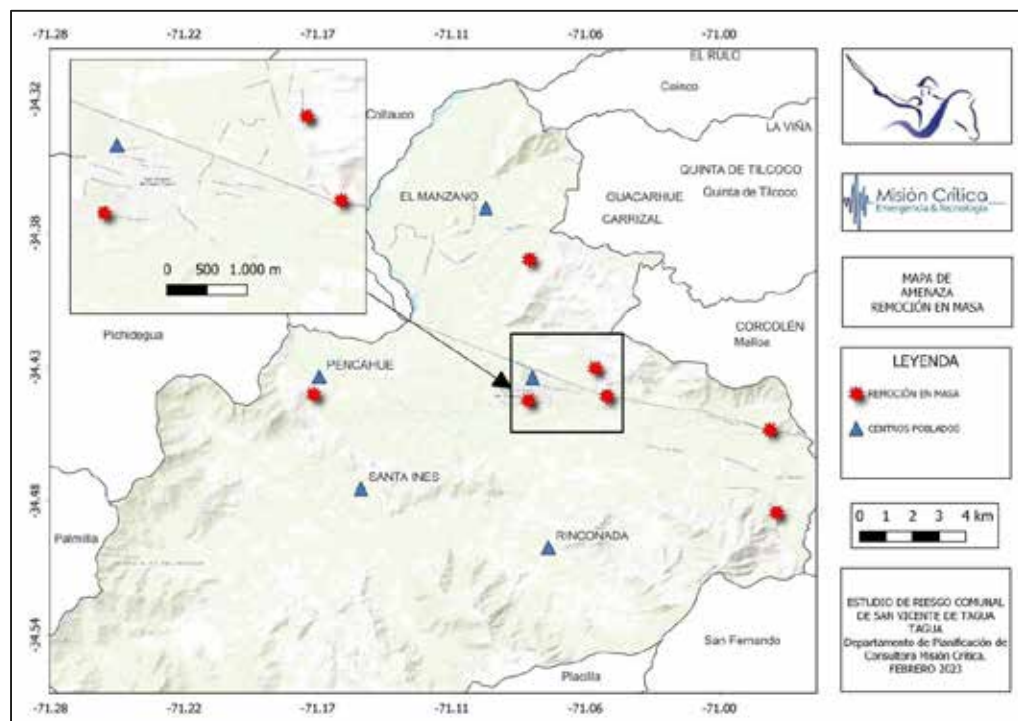 -71.28 -71.22 -71.17 -71.11 -71.06 -71.00
-34.32
-34.38
-34.43
-34.48
-34.54
EL RULO
Coinco
Coltauco
LA VIÑA
QUINTA DE TILCOCO
Quinta de Tilcoco
GUACARHUE
CARRIZAL
EL MANZANO
0 500 1.000 m
Pichidegua
CORCOLÉN
Malloa
PENCAHUE
SANTA INES
RINCONADA
Palmilla
San Fernando
Placilla
-71.28 -71.22 -71.17 -71.11 -71.06 -71.00
Misión Crítica
Emergencia & Tecnología
MAPA DE
AMENAZA
REMOCIÓN EN MASA
LEYENDA
REMOCIÓN EN MASA
CENTROS POBLADOS
0 1 2 3 4 km
ESTUDIO DE RIESGO COMUNAL
DE SAN VICENTE DE TAGUA
TAGUA
Departamento de Planificación de
Consultora Misión Crítica.
FEBRERO 2023